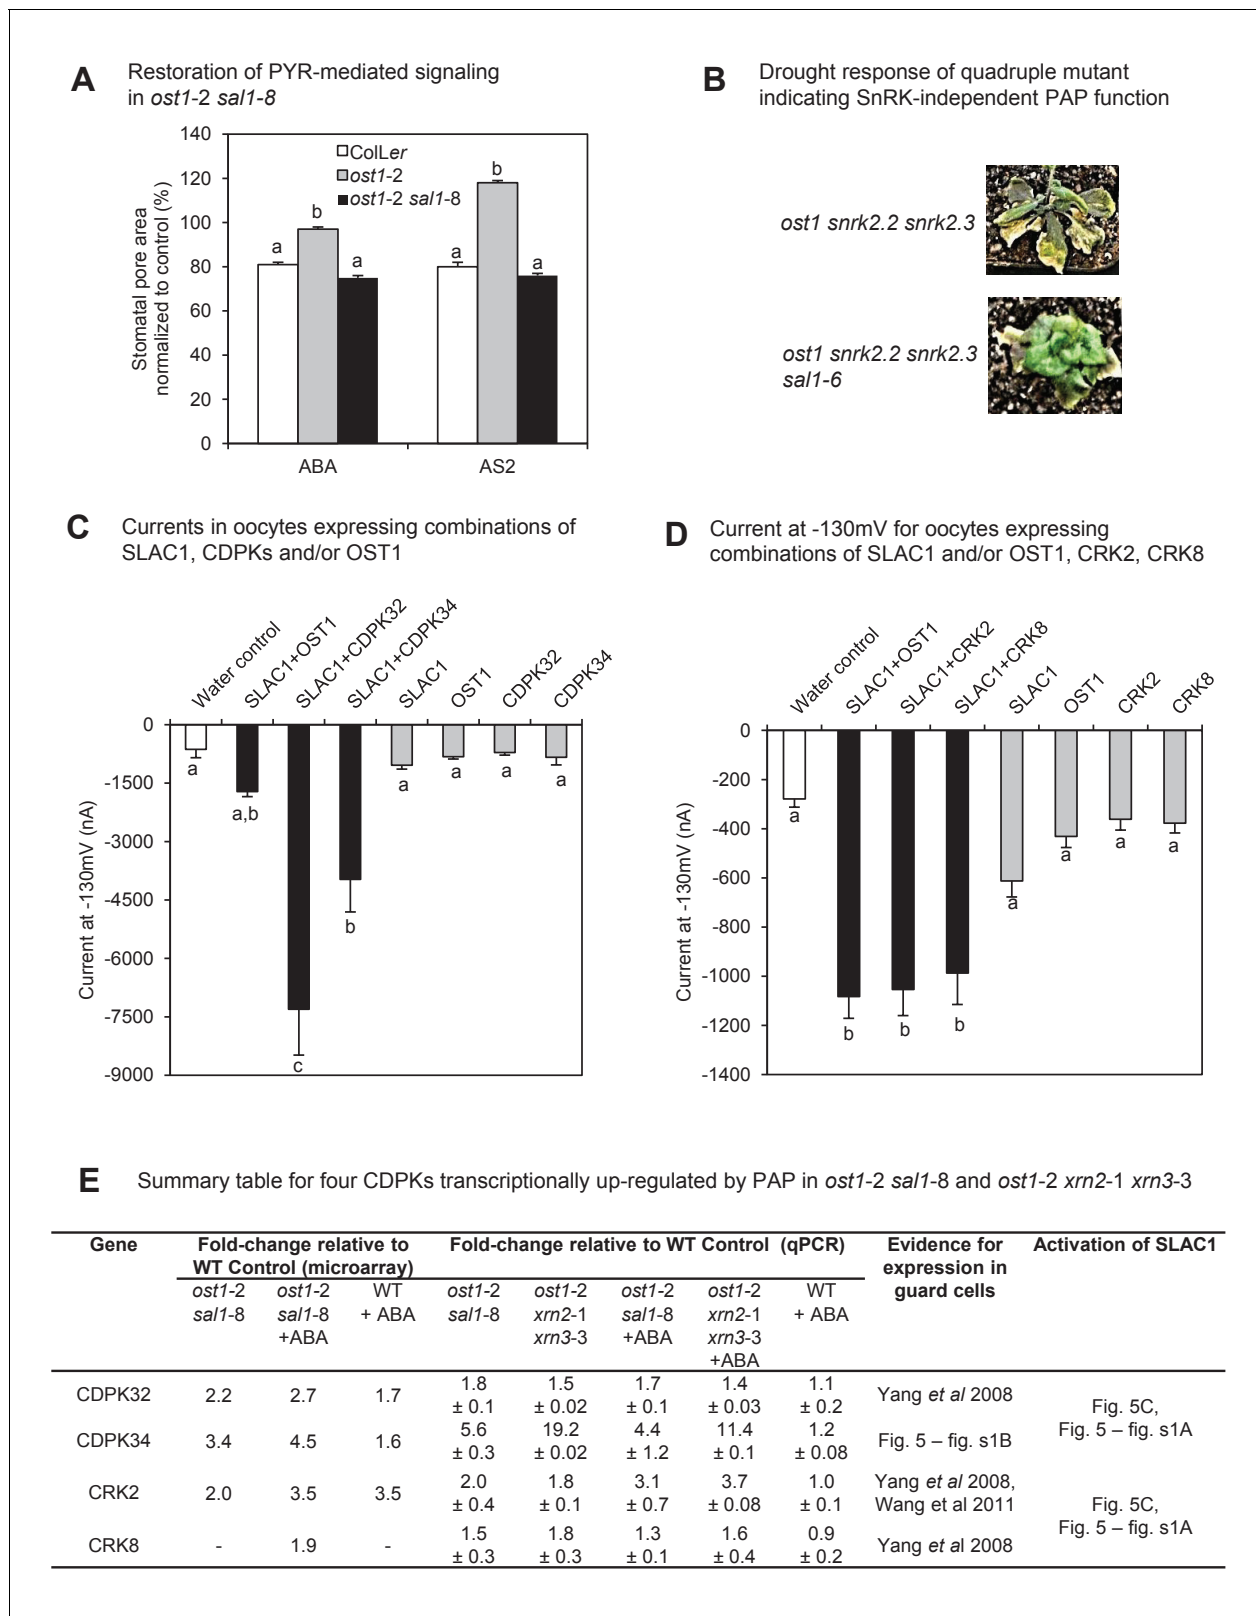 A Restoration of PYR-mediated signaling
in ost1-2 sal1-8
140
120
100
80
60
40
20
0
Stomatal pore area
normalized to control (%)
ColLer
ost1-2
ost1-2 sal1-8
a
b
a
a
b
a
ABA
AS2
B Drought response of quadruple mutant
indicating SnRK-independent PAP function
ost1 snrk2.2 snrk2.3
ost1 snrk2.2 snrk2.3
sal1-6
C Currents in oocytes expressing combinations of
SLAC1, CDPKs and/or OST1
Water control
SLAC1+OST1
SLAC1+CDPK32
SLAC1+CDPK34
SLAC1
OST1
CDPK32
CDPK34
0
-1500
-3000
-4500
-6000
-7500
-9000
Current at -130mV (nA)
a
a,b
c
b
a
a
a
a
D Current at -130mV for oocytes expressing
combinations of SLAC1 and/or OST1, CRK2, CRK8
Water control
SLAC1+OST1
SLAC1+CRK2
SLAC1+CRK8
SLAC1
OST1
CRK2
CRK8
0
-200
-400
-600
-800
-1000
-1200
-1400
Current at -130mV (nA)
a
b
b
b
a
a
a
a
E Summary table for four CDPKs transcriptionally up-regulated by PAP in ost1-2 sal1-8 and ost1-2 xrn2-1 xrn3-3
Gene Fold-change relative to Fold-change relative to WT Control (qPCR) Evidence for Activation of SLAC1
WT Control (microarray) expression in
guard cells
ost1-2 ost1-2 WT ost1-2 ost1-2 ost1-2 ost1-2 WT
sal1-8 sal1-8 + ABA sal1-8 xrn2-1 sal1-8 xrn2-1 + ABA
+ABA xrn3-3 +ABA xrn3-3
+ABA
CDPK32 2.2 2.7 1.7 1.8 1.5 1.7 1.4 1.1 Yang et al 2008
± 0.1 ± 0.02 ± 0.1 ± 0.03 ± 0.2
Fig. 5C,
Fig. 5 – fig. s1A
CDPK34 3.4 4.5 1.6 5.6 19.2 4.4 11.4 1.2 Fig. 5 – fig. s1B
± 0.3 ± 0.02 ± 1.2 ± 0.1 ± 0.08
CRK2 2.0 3.5 3.5 2.0 1.8 3.1 3.7 1.0 Yang et al 2008,
± 0.4 ± 0.1 ± 0.7 ± 0.08 ± 0.1 Wang et al 2011
Fig. 5C,
Fig. 5 – fig. s1A
CRK8 - 1.9 - 1.5 1.8 1.3 1.6 0.9 Yang et al 2008
± 0.3 ± 0.3 ± 0.1 ± 0.4 ± 0.2